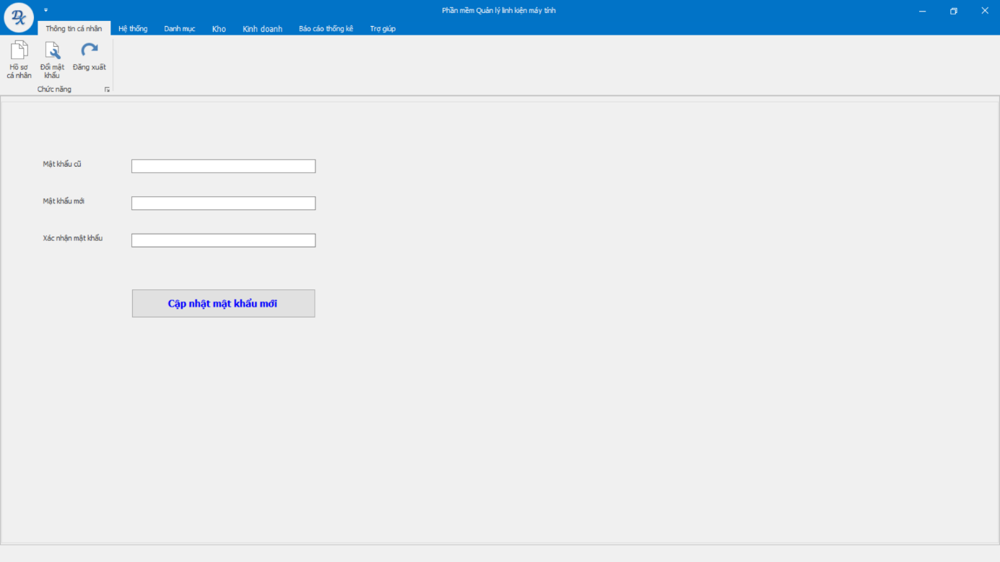 Phần mềm Quản lý linh kiện máy tính
Thông tin cá nhân Hệ thống Danh mục Kho Kinh doanh Báo cáo thống kê Trợ giúp
Hồ sơ cá nhân
Đổi mật khẩu
Đăng xuất
Chức năng
Mật khẩu cũ
Mật khẩu mới
Xác nhận mật khẩu
Cập nhật mật khẩu mới